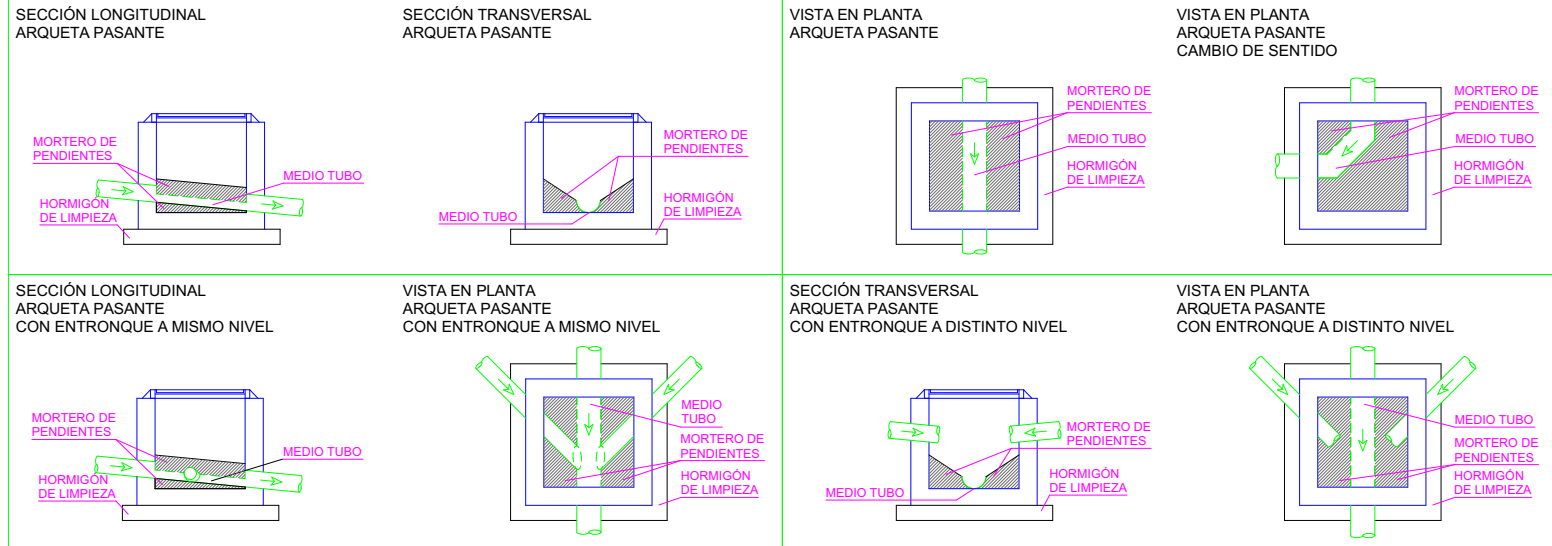 SECCIÓN LONGITUDINAL
ARQUETA PASANTE
MORTERO DE
PENDIENTES
MEDIO TUBO
HORMIGÓN
DE LIMPIEZA
SECCIÓN TRANSVERSAL
ARQUETA PASANTE
MORTERO DE
PENDIENTES
HORMIGÓN
DE LIMPIEZA
MEDIO TUBO
VISTA EN PLANTA
ARQUETA PASANTE
MORTERO DE
PENDIENTES
MEDIO TUBO
HORMIGÓN
DE LIMPIEZA
VISTA EN PLANTA
ARQUETA PASANTE
CAMBIO DE SENTIDO
MORTERO DE
PENDIENTES
MEDIO TUBO
HORMIGÓN
DE LIMPIEZA
SECCIÓN LONGITUDINAL
ARQUETA PASANTE
CON ENTRONQUE A MISMO NIVEL
MORTERO DE
PENDIENTES
MEDIO TUBO
HORMIGÓN
DE LIMPIEZA
VISTA EN PLANTA
ARQUETA PASANTE
CON ENTRONQUE A MISMO NIVEL
MEDIO
TUBO
MORTERO DE
PENDIENTES
HORMIGÓN
DE LIMPIEZA
SECCIÓN TRANSVERSAL
ARQUETA PASANTE
CON ENTRONQUE A DISTINTO NIVEL
MORTERO DE
PENDIENTES
HORMIGÓN
DE LIMPIEZA
MEDIO TUBO
VISTA EN PLANTA
ARQUETA PASANTE
CON ENTRONQUE A DISTINTO NIVEL
MEDIO TUBO
MORTERO DE
PENDIENTES
HORMIGÓN
DE LIMPIEZA